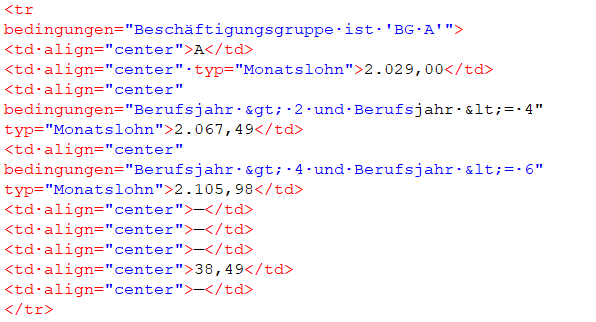 <tr
bedingungen="Beschäftigungsgruppe·ist·'BG·A'">
<td·align="center">A</td>
<td·align="center"·typ="Monatslohn">2.029,00</td>
<td·align="center"
bedingungen="Berufsjahr·&gt;·2·und·Berufsjahr·&lt;=·4"
typ="Monatslohn">2.067,49</td>
<td·align="center"
bedingungen="Berufsjahr·&gt;·4·und·Berufsjahr·&lt;=·6"
typ="Monatslohn">2.105,98</td>
<td·align="center">—</td>
<td·align="center">—</td>
<td·align="center">—</td>
<td·align="center">38,49</td>
<td·align="center">—</td>
</tr>